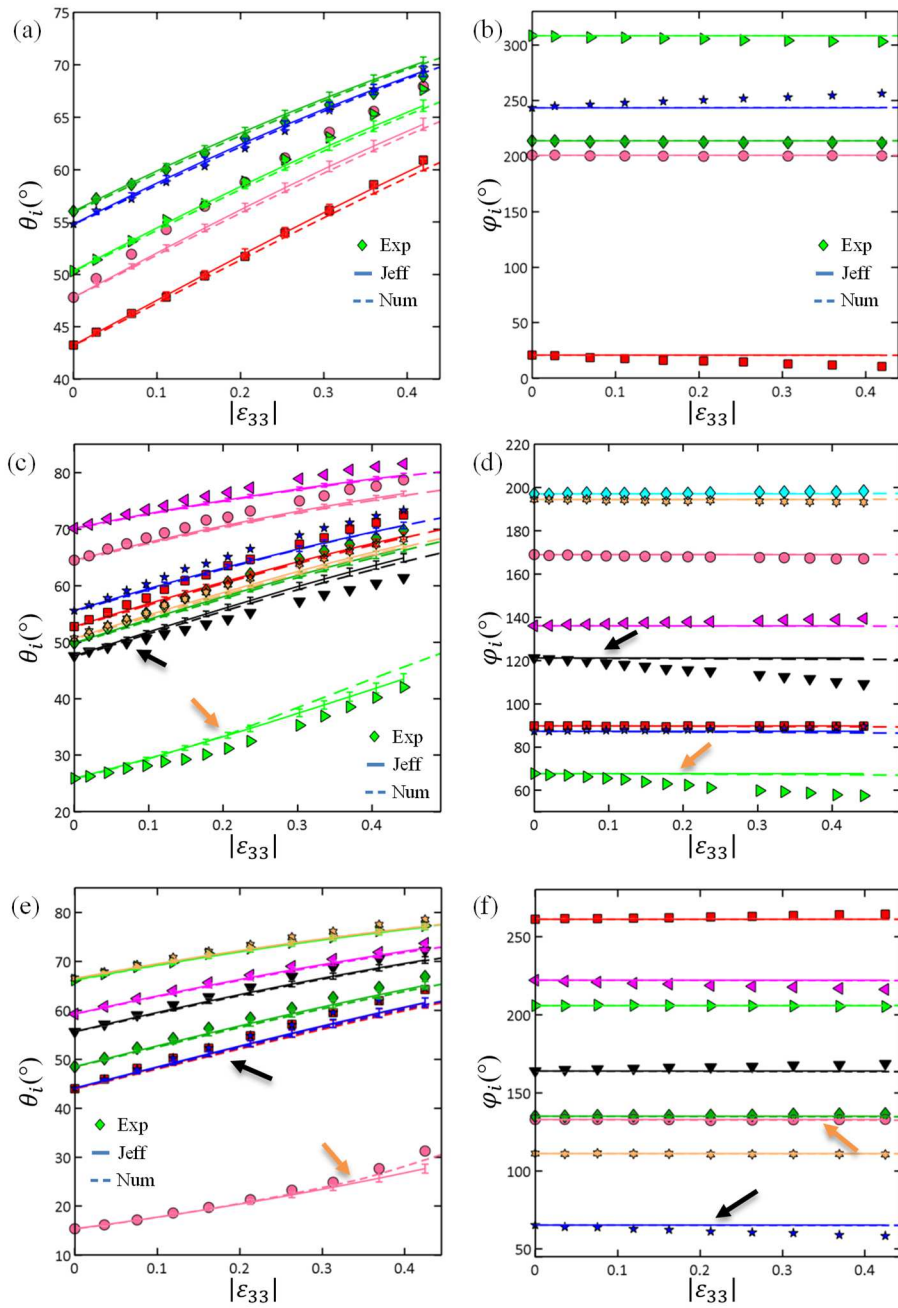 (a)
75
70
65
60
55
50
45
40
θi(°)
Exp
Jeff
Num
0 0.1 0.2 0.3 0.4
|ε33|
(b)
300
250
200
150
100
50
0
φi(°)
Exp
Jeff
Num
0 0.1 0.2 0.3 0.4
|ε33|
(c)
80
70
60
50
40
30
20
θi(°)
Exp
Jeff
Num
0 0.1 0.2 0.3 0.4
|ε33|
(d)
220
200
180
160
140
120
100
80
60
φi(°)
Exp
Jeff
Num
0 0.1 0.2 0.3 0.4
|ε33|
(e)
80
70
60
50
40
30
20
10
θi(°)
Exp
Jeff
Num
0 0.1 0.2 0.3 0.4
|ε33|
(f)
250
200
150
100
50
φi(°)
0 0.1 0.2 0.3 0.4
|ε33|